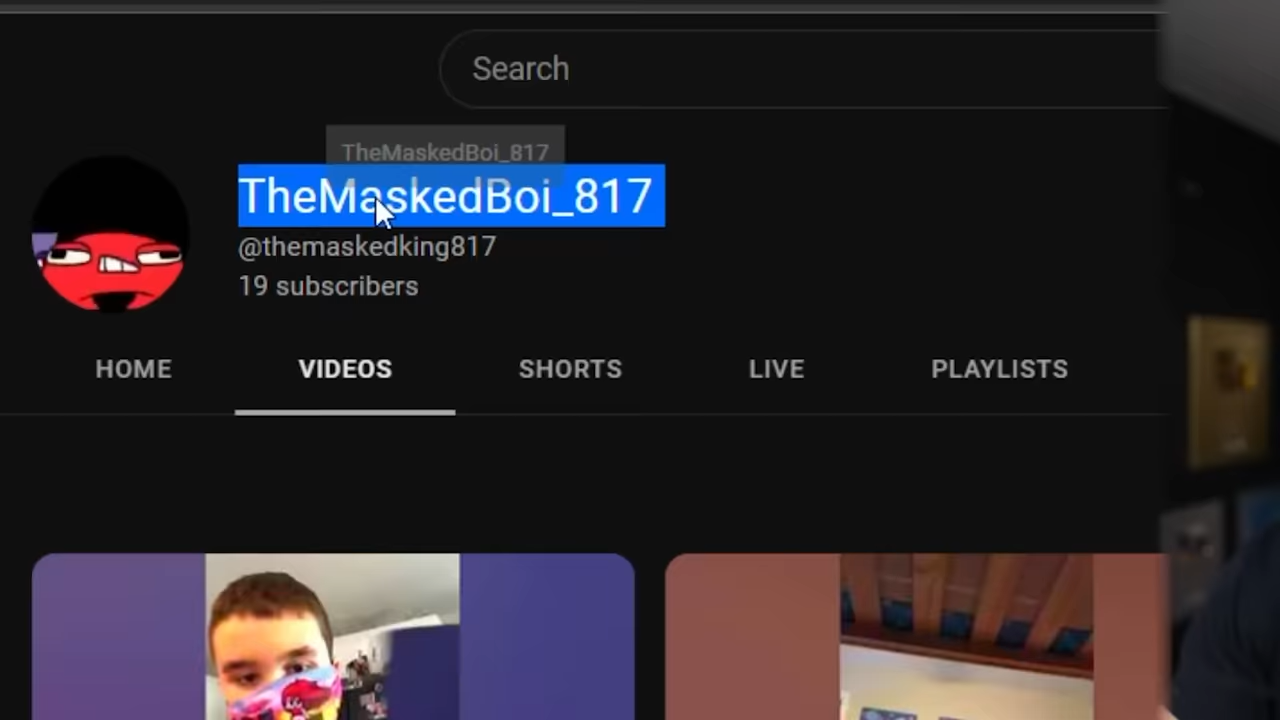 Search
TheMaskedBoi_817
TheMaskedBoi_817
@themaskedking817
19 subscribers
HOME
VIDEOS
SHORTS
LIVE
PLAYLISTS